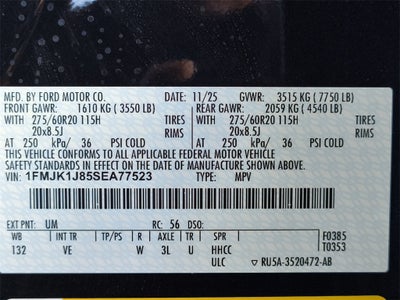 MFD. BY FORD MOTOR CO. DATE: 11/25 GVWR: 3515 KG (7750 LB)
FRONT GAWR: 1610 KG (3550 LB) REAR GAWR: 2059 KG (4540 LB)
WITH 275/60R20 115H TIRES WITH 275/60R20 115H TIRES
20x8.5J RIMS 20x8.5J RIMS
AT 250 kPa/ 36 PSI COLD AT 250 kPa/ 36 PSI COLD
THIS VEHICLE CONFORMS TO ALL APPLICABLE FEDERAL MOTOR VEHICLE
SAFETY STANDARDS IN EFFECT ON THE DATE OF MANUFACTURE SHOWN ABOVE.
VIN: 1FMJK1J85SEA77523 TYPE: MPV
EXT PNT: UM RC: 56 DSO:
WB INT TR TP/PS R AXLE TR SPR F0385
132 VE W 3L U HHCC T0353
ULC RU5A-3520472-AB